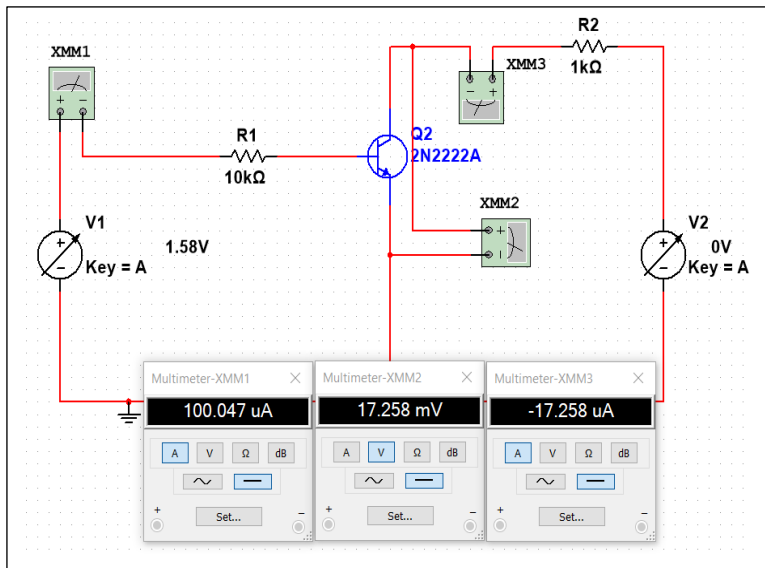 XMM1
R2
1kΩ
XMM3
+ −
− +
R1
10kΩ
Q2
2N2222A
XMM2
+
−
V1
1.58V
+
−
Key = A
V2
0V
+
−
Key = A
Multimeter-XMM1
100.047 uA
A V Ω dB
+ −
Set...
Multimeter-XMM2
17.258 mV
A V Ω dB
+ −
Set...
Multimeter-XMM3
-17.258 uA
A V Ω dB
+ −
Set...